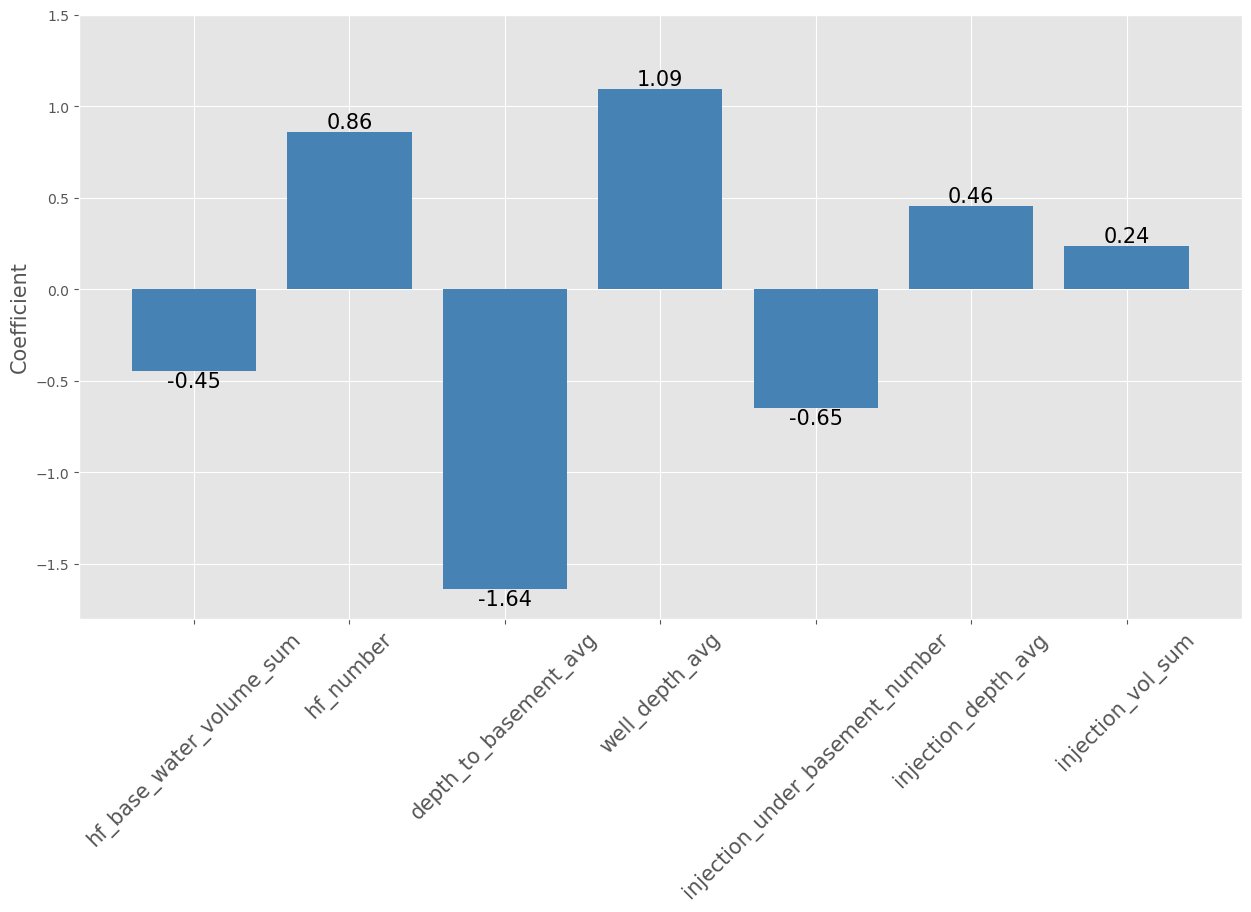 1.5
1.0
0.5
0.0
−0.5
−1.0
−1.5
Coefficient
-0.45
0.86
-1.64
1.09
-0.65
0.46
0.24
hf_base_water_volume_sum
hf_number
depth_to_basement_avg
well_depth_avg
injection_under_basement_number
injection_depth_avg
injection_vol_sum